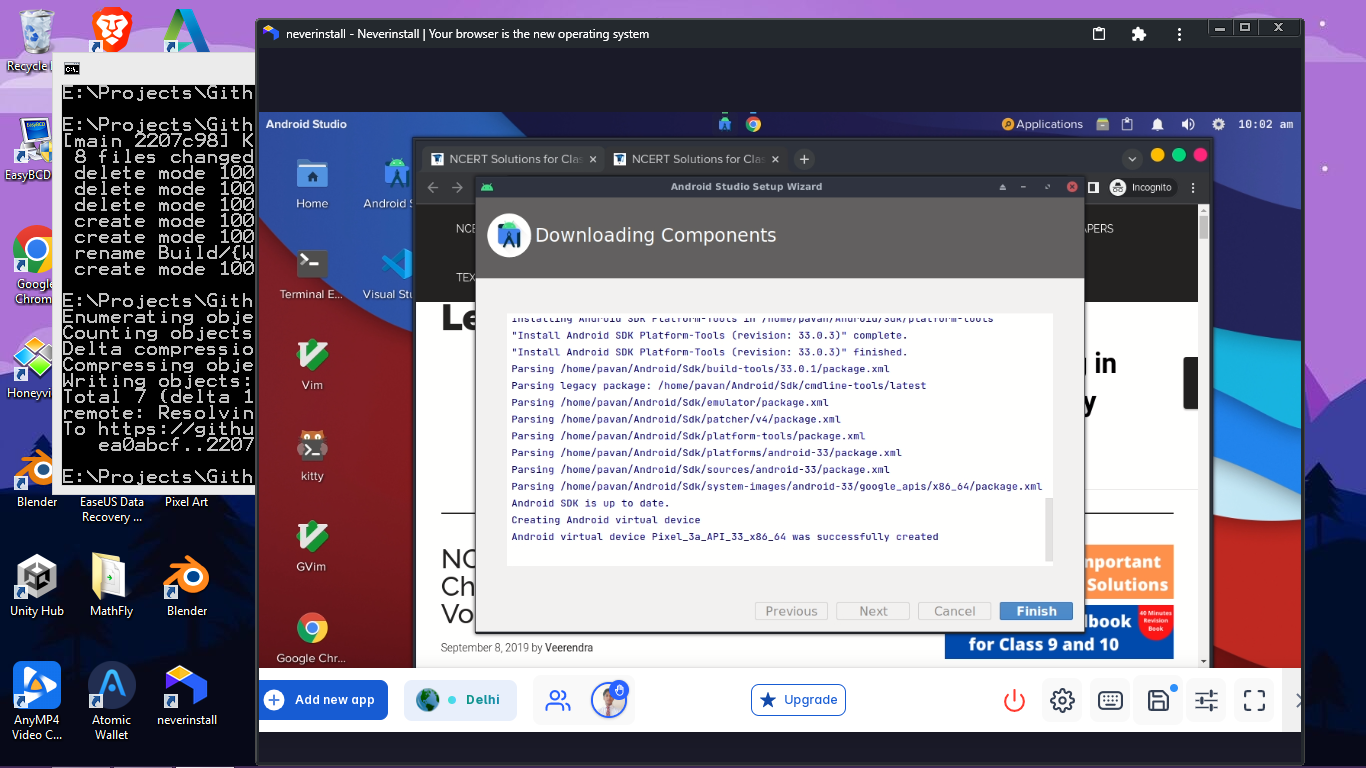 neverinstall - Neverinstall | Your browser is the new operating system
Recycle
EasyBCD
Google
Chrom
Honeyvi
Blender
EaseUS Data
Recovery ...
Pixel Art
Unity Hub
MathFly
Blender
AnyMP4
Video C...
Atomic
Wallet
neverinstall
E:\Projects\Gith
E:\Projects\Gith
[main 2207c98] K
8 files changed
delete mode 100
delete mode 100
delete mode 100
create mode 100
create mode 100
rename Build/{W
create mode 100
E:\Projects\Gith
Enumerating obje
Counting objects
Delta compressio
Compressing obje
Writing objects:
Total 7 (delta 1
remote: Resolvin
To https://githu
ea0abcf..2207
E:\Projects\Gith
Android Studio
Applications
10:02 am
Home
Android S
Terminal E...
Visual Stu
Vim
kitty
GVim
Google Chr...
NCERT Solutions for Clas
NCERT Solutions for Clas
Incognito
Android Studio Setup Wizard
NCE
APERS
TEX
Downloading Components
Le
g in
y
Installing Android SDK Platform-Tools in /home/pavan/Android/Sdk/platform-tools
"Install Android SDK Platform-Tools (revision: 33.0.3)" complete.
"Install Android SDK Platform-Tools (revision: 33.0.3)" finished.
Parsing /home/pavan/Android/Sdk/build-tools/33.0.1/package.xml
Parsing legacy package: /home/pavan/Android/Sdk/cmdline-tools/latest
Parsing /home/pavan/Android/Sdk/emulator/package.xml
Parsing /home/pavan/Android/Sdk/patcher/v4/package.xml
Parsing /home/pavan/Android/Sdk/platform-tools/package.xml
Parsing /home/pavan/Android/Sdk/platforms/android-33/package.xml
Parsing /home/pavan/Android/Sdk/sources/android-33/package.xml
Parsing /home/pavan/Android/Sdk/system-images/android-33/google_apis/x86_64/package.xml
Android SDK is up to date.
Creating Android virtual device
Android virtual device Pixel_3a_API_33_x86_64 was successfully created
Previous
Next
Cancel
Finish
NC
Ch
Vo
September 8, 2019 by Veerendra
mportant
Solutions
dbook
for Class 9 and 10
40 Minutes
Revision
Book
Add new app
Delhi
Upgrade